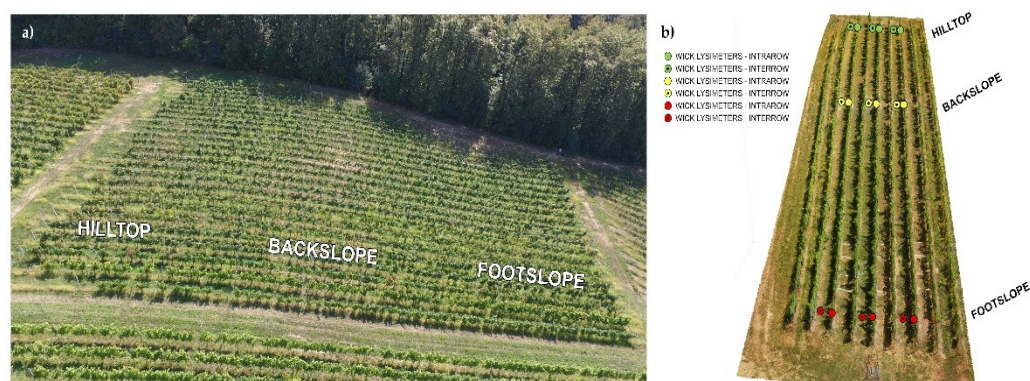 a)
HILLTOP
BACKSLOPE
FOOTSLOPE
b)
WICK LYSIMETERS - INTRAROW
WICK LYSIMETERS - INTERROW
WICK LYSIMETERS - INTRAROW
WICK LYSIMETERS - INTERROW
WICK LYSIMETERS - INTRAROW
WICK LYSIMETERS - INTERROW
HILLTOP
BACKSLOPE
FOOTSLOPE